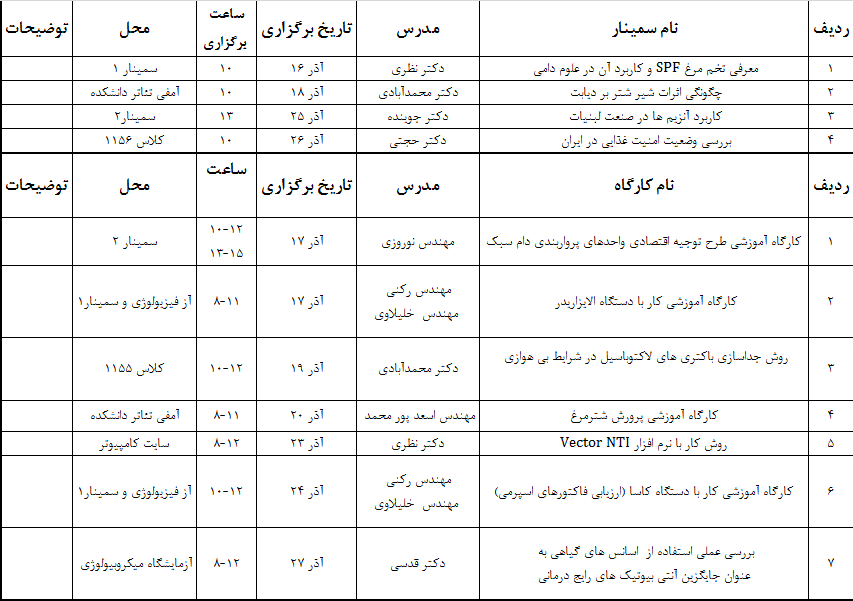 ردیف نام سمینار مدرس تاریخ برگزاری ساعت برگزاری محل توضیحات
۱ معرفی تخم مرغ SPF و کاربرد آن در علوم دامی دکتر نظری ۱۶ آذر ۱۰ سمینار ۱
۲ چگونگی اثرات شیر شتر بر دیابت دکتر محمدآبادی ۱۸ آذر ۱۰ آمفی تئاتر دانشکده
۳ کاربرد آنزیم ها در صنعت لبنیات دکتر جوینده ۲۵ آذر ۱۳ سمینار۲
۴ بررسی وضعیت امنیت غذایی در ایران دکتر حجتی ۲۶ آذر ۱۰ کلاس ۱۱۵۶
ردیف نام کارگاه مدرس تاریخ برگزاری ساعت محل توضیحات
۱ کارگاه آموزشی طرح توجیه اقتصادی واحدهای پرواربندی دام سبک مهندس نوروزی ۱۷ آذر ۱۰-۱۲ سمینار ۲
۱۳-۱۵
۲ کارگاه آموزشی کار با دستگاه الایزاریدر مهندس رکنی ۱۷ آذر ۸-۱۱ آز فیزیولوژی و سمینار۱
مهندس خلیلاوی
۳ روش جداسازی باکتری های لاکتوباسیل در شرایط بی هوازی دکتر محمدآبادی ۱۹ آذر ۱۰-۱۲ کلاس ۱۱۵۵
۴ کارگاه آموزشی پرورش شترمرغ مهندس اسعد پور محمد ۲۰ آذر ۸-۱۱ آمفی تئاتر دانشکده
۵ روش کار با نرم افزار Vector NTI دکتر نظری ۲۳ آذر ۸-۱۲ سایت کامپیوتر
۶ کارگاه آموزشی کار با دستگاه کاسا (ارزیابی فاکتورهای اسپرمی) مهندس رکنی ۲۴ آذر ۱۰-۱۲ آز فیزیولوژی و سمینار۱
مهندس خلیلاوی
۷ بررسی عملی استفاده از اسانس های گیاهی به دکتر قدسی ۲۷ آذر ۸-۱۲ آزمایشگاه میکروبیولوژی
عنوان جایگزین آنتی بیوتیک های رایج درمانی